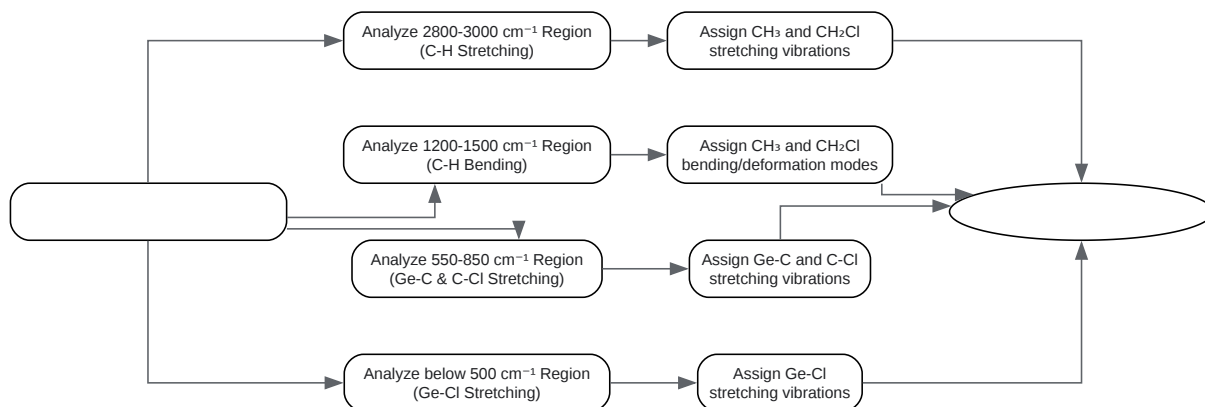 Analyze 2800-3000 cm⁻¹ Region
(C-H Stretching)
Assign CH₃ and CH₂Cl
stretching vibrations
Analyze 1200-1500 cm⁻¹ Region
(C-H Bending)
Assign CH₃ and CH₂Cl
bending/deformation modes
Analyze 550-850 cm⁻¹ Region
(Ge-C & C-Cl Stretching)
Assign Ge-C and C-Cl
stretching vibrations
Analyze below 500 cm⁻¹ Region
(Ge-Cl Stretching)
Assign Ge-Cl
stretching vibrations